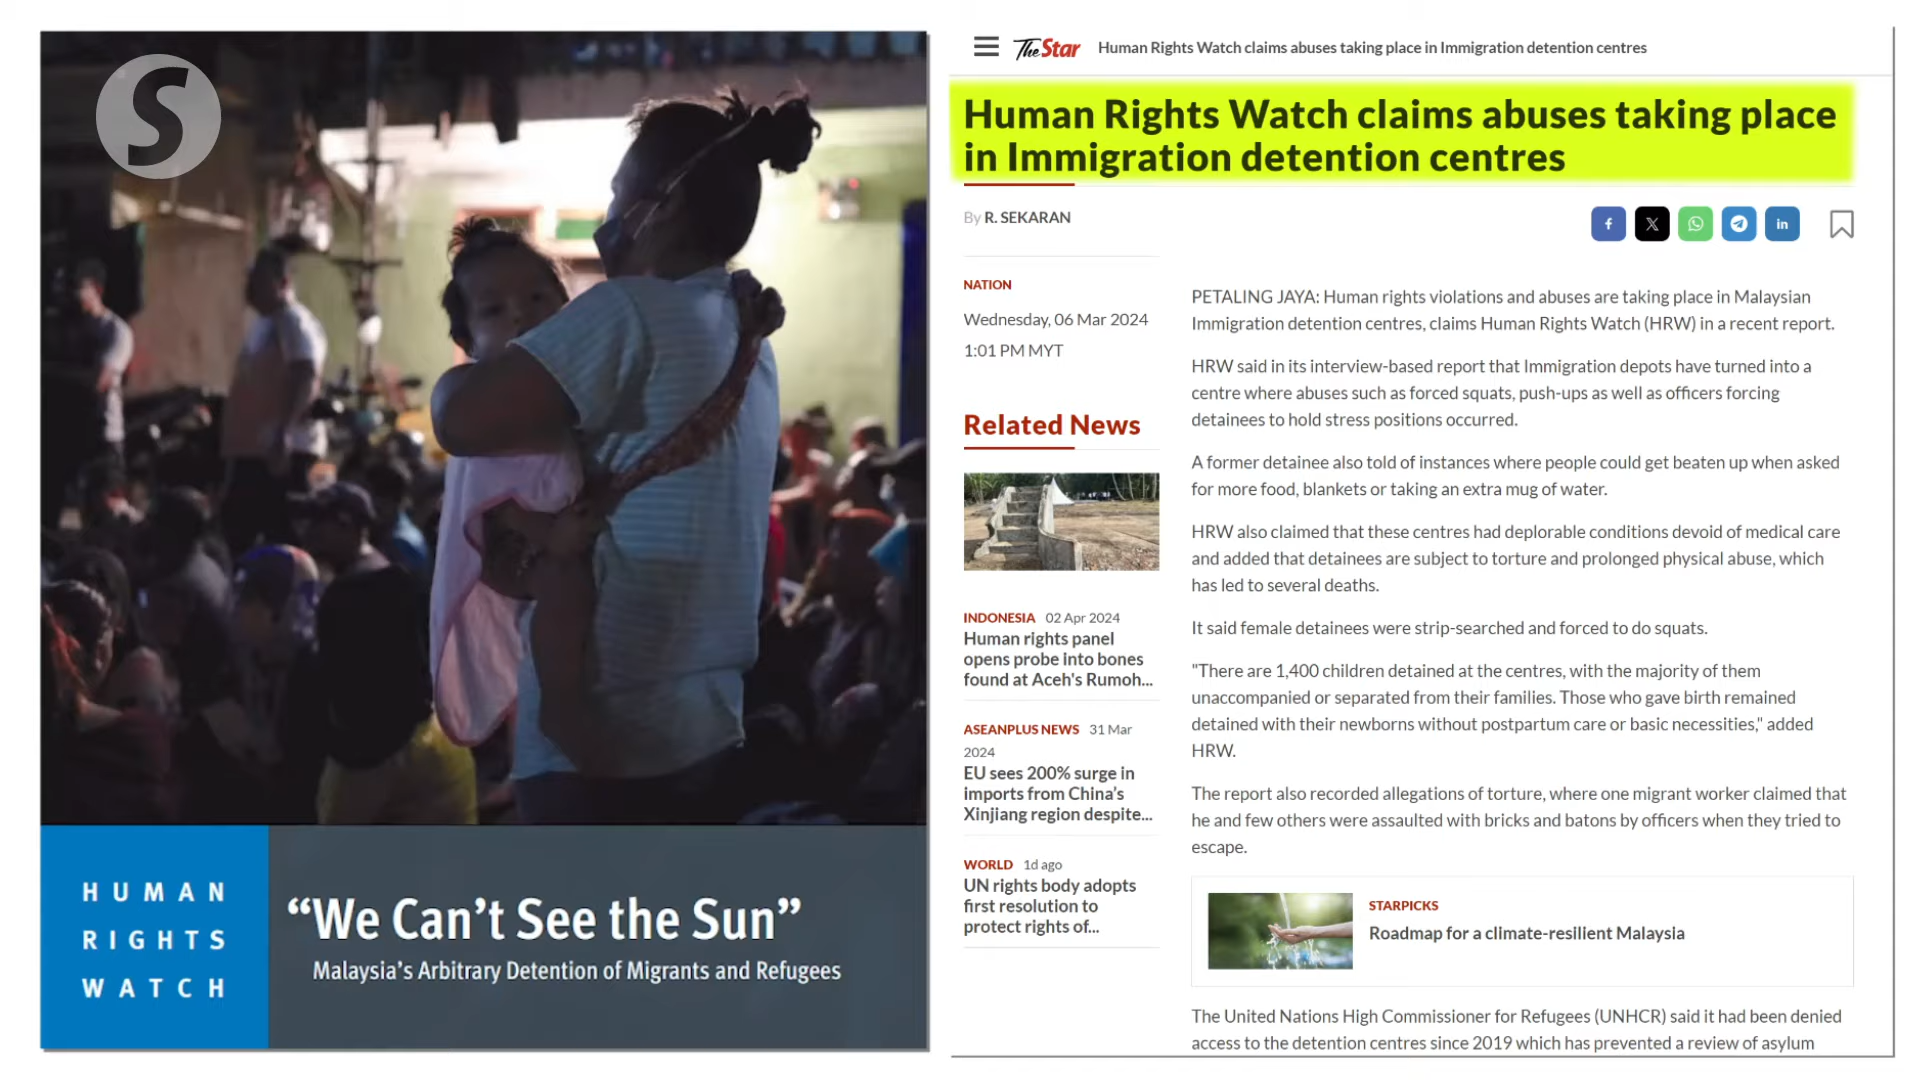 S
HUMAN
RIGHTS
WATCH
“We Can’t See the Sun”
Malaysia’s Arbitrary Detention of Migrants and Refugees
The Star
Human Rights Watch claims abuses taking place in Immigration detention centres
Human Rights Watch claims abuses taking place
in Immigration detention centres
By R. SEKARAN
f
X
in
NATION
Wednesday, 06 Mar 2024
1:01 PM MYT
Related News
INDONESIA 02 Apr 2024
Human rights panel
opens probe into bones
found at Aceh's Rumoh...
ASEANPLUS NEWS 31 Mar
2024
EU sees 200% surge in
imports from China’s
Xinjiang region despite...
WORLD 1d ago
UN rights body adopts
first resolution to
protect rights of...
PETALING JAYA: Human rights violations and abuses are taking place in Malaysian
Immigration detention centres, claims Human Rights Watch (HRW) in a recent report.
HRW said in its interview-based report that Immigration depots have turned into a
centre where abuses such as forced squats, push-ups as well as officers forcing
detainees to hold stress positions occurred.
A former detainee also told of instances where people could get beaten up when asked
for more food, blankets or taking an extra mug of water.
HRW also claimed that these centres had deplorable conditions devoid of medical care
and added that detainees are subject to torture and prolonged physical abuse, which
has led to several deaths.
It said female detainees were strip-searched and forced to do squats.
"There are 1,400 children detained at the centres, with the majority of them
unaccompanied or separated from their families. Those who gave birth remained
detained with their newborns without postpartum care or basic necessities," added
HRW.
The report also recorded allegations of torture, where one migrant worker claimed that
he and few others were assaulted with bricks and batons by officers when they tried to
escape.
STARPICKS
Roadmap for a climate-resilient Malaysia
The United Nations High Commissioner for Refugees (UNHCR) said it had been denied
access to the detention centres since 2019 which has prevented a review of asylum